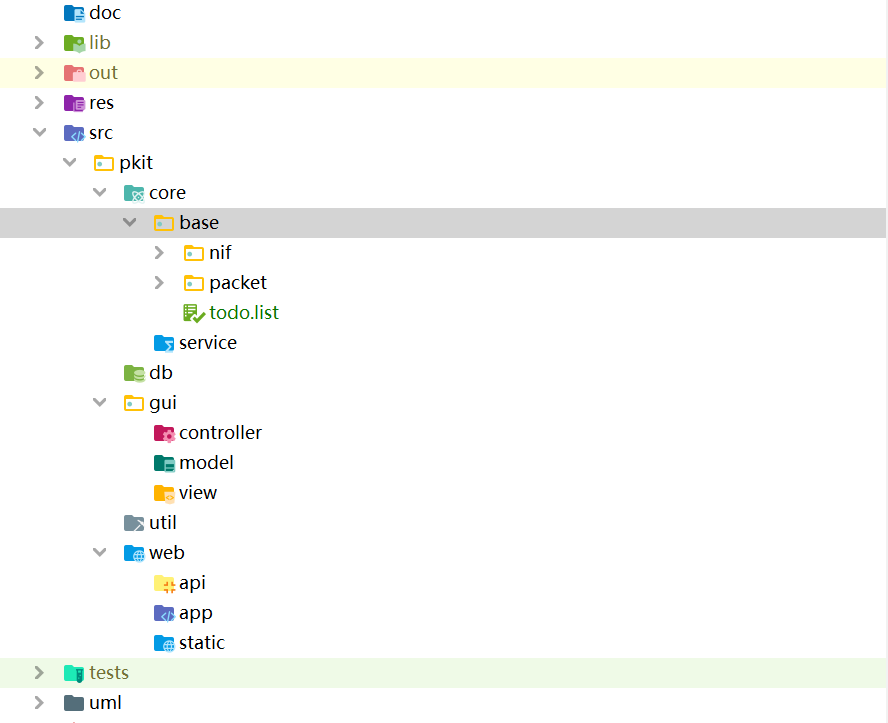 doc
lib
out
res
src
pkit
core
base
nif
packet
todo.list
service
db
gui
controller
model
view
util
web
api
app
static
tests
uml